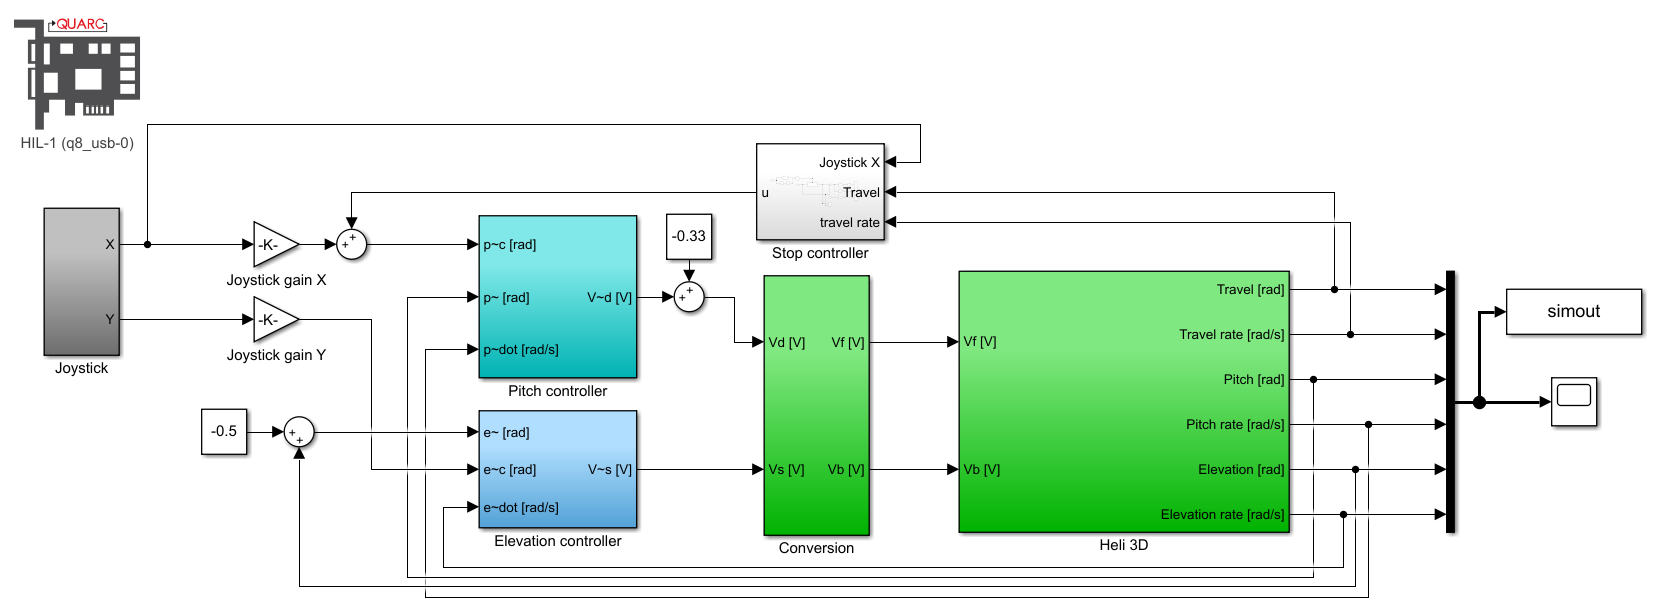 QUARC
HIL-1 (q8_usb-0)
X
Y
Joystick
-K-
Joystick gain X
-K-
Joystick gain Y
-0.5
p~c [rad]
p~ [rad]
p~dot [rad/s]
V~d [V]
Pitch controller
e~ [rad]
e~c [rad]
e~dot [rad/s]
V~s [V]
Elevation controller
-0.33
Joystick X
u
Travel
travel rate
Stop controller
Vd [V]
Vf [V]
Vs [V]
Vb [V]
Conversion
Vf [V]
Vb [V]
Travel [rad]
Travel rate [rad/s]
Pitch [rad]
Pitch rate [rad/s]
Elevation [rad]
Elevation rate [rad/s]
Heli 3D
simout